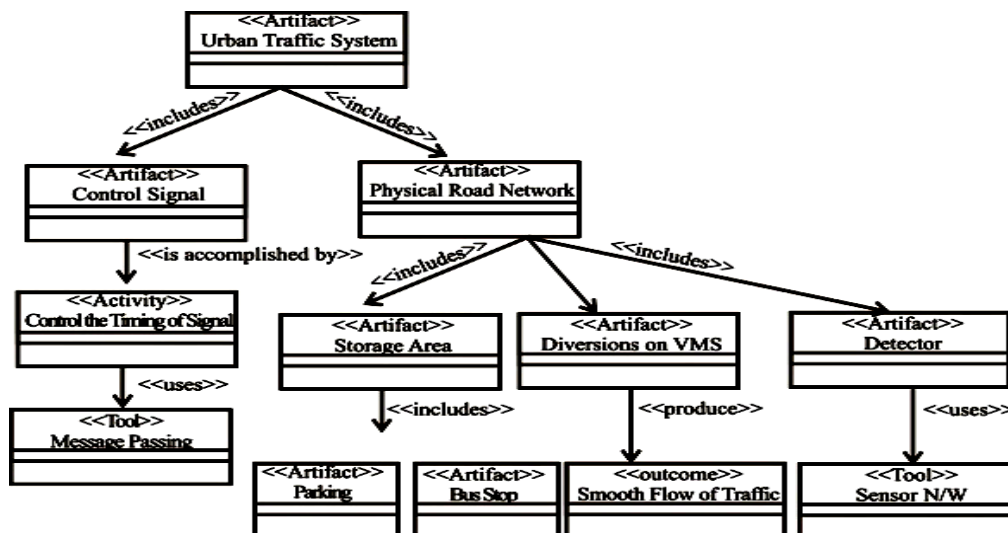 <<Artifact>>
Urban Traffic System
<<includes>>
<<includes>>
<<Artifact>>
Control Signal
<<Artifact>>
Physical Road Network
<<is accomplished by>>
<<includes>>
<<includes>>
<<Activity>>
Control the Timing of Signal
<<Artifact>>
Storage Area
<<Artifact>>
Diversions on VMS
<<Artifact>>
Detector
<<uses>>
<<includes>>
<<produce>>
<<uses>>
<<Tool>>
Message Passing
<<Artifact>>
Parking
<<Artifact>>
Bus Stop
<<outcome>>
Smooth Flow of Traffic
<<Tool>>
Sensor N/W